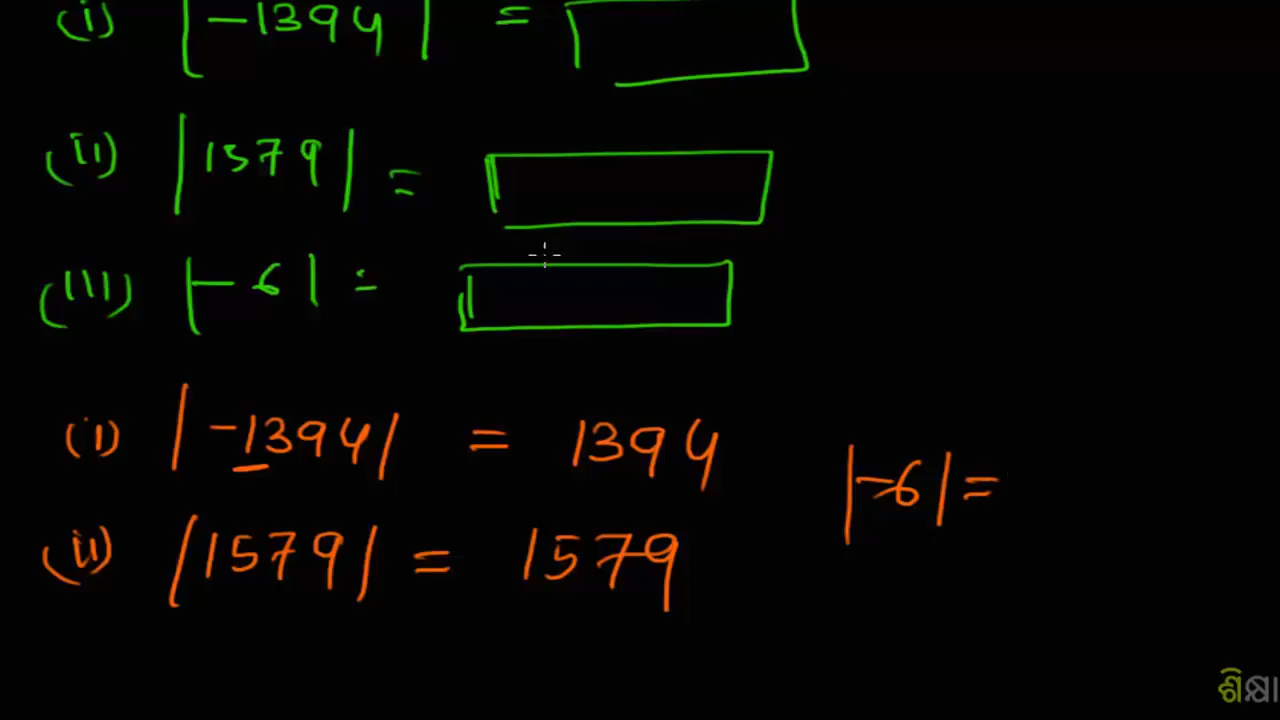 (i) |-1394| =
(ii) |1579| =
(iii) |-6| =
(i) |-1394| = 1394
|-6| =
(ii) |1579| = 1579
ଶିକ୍ଷା